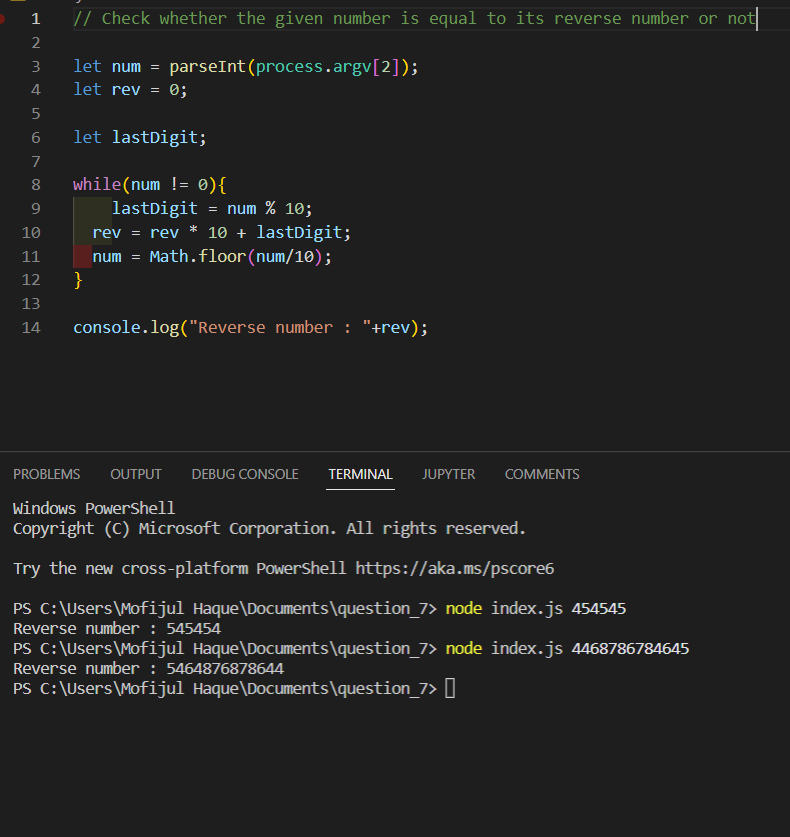 1 // Check whether the given number is equal to its reverse number or not
2
3 let num = parseInt(process.argv[2]);
4 let rev = 0;
5
6 let lastDigit;
7
8 while(num != 0){
9 lastDigit = num % 10;
10 rev = rev * 10 + lastDigit;
11 num = Math.floor(num/10);
12 }
13
14 console.log("Reverse number : "+rev);
PROBLEMS OUTPUT DEBUG CONSOLE TERMINAL JUPYTER COMMENTS
Windows PowerShell
Copyright (C) Microsoft Corporation. All rights reserved.
Try the new cross-platform PowerShell https://aka.ms/pscore6
PS C:\Users\Mofijul Haque\Documents\question_7> node index.js 454545
Reverse number : 545454
PS C:\Users\Mofijul Haque\Documents\question_7> node index.js 4468786784645
Reverse number : 5464876878644
PS C:\Users\Mofijul Haque\Documents\question_7>